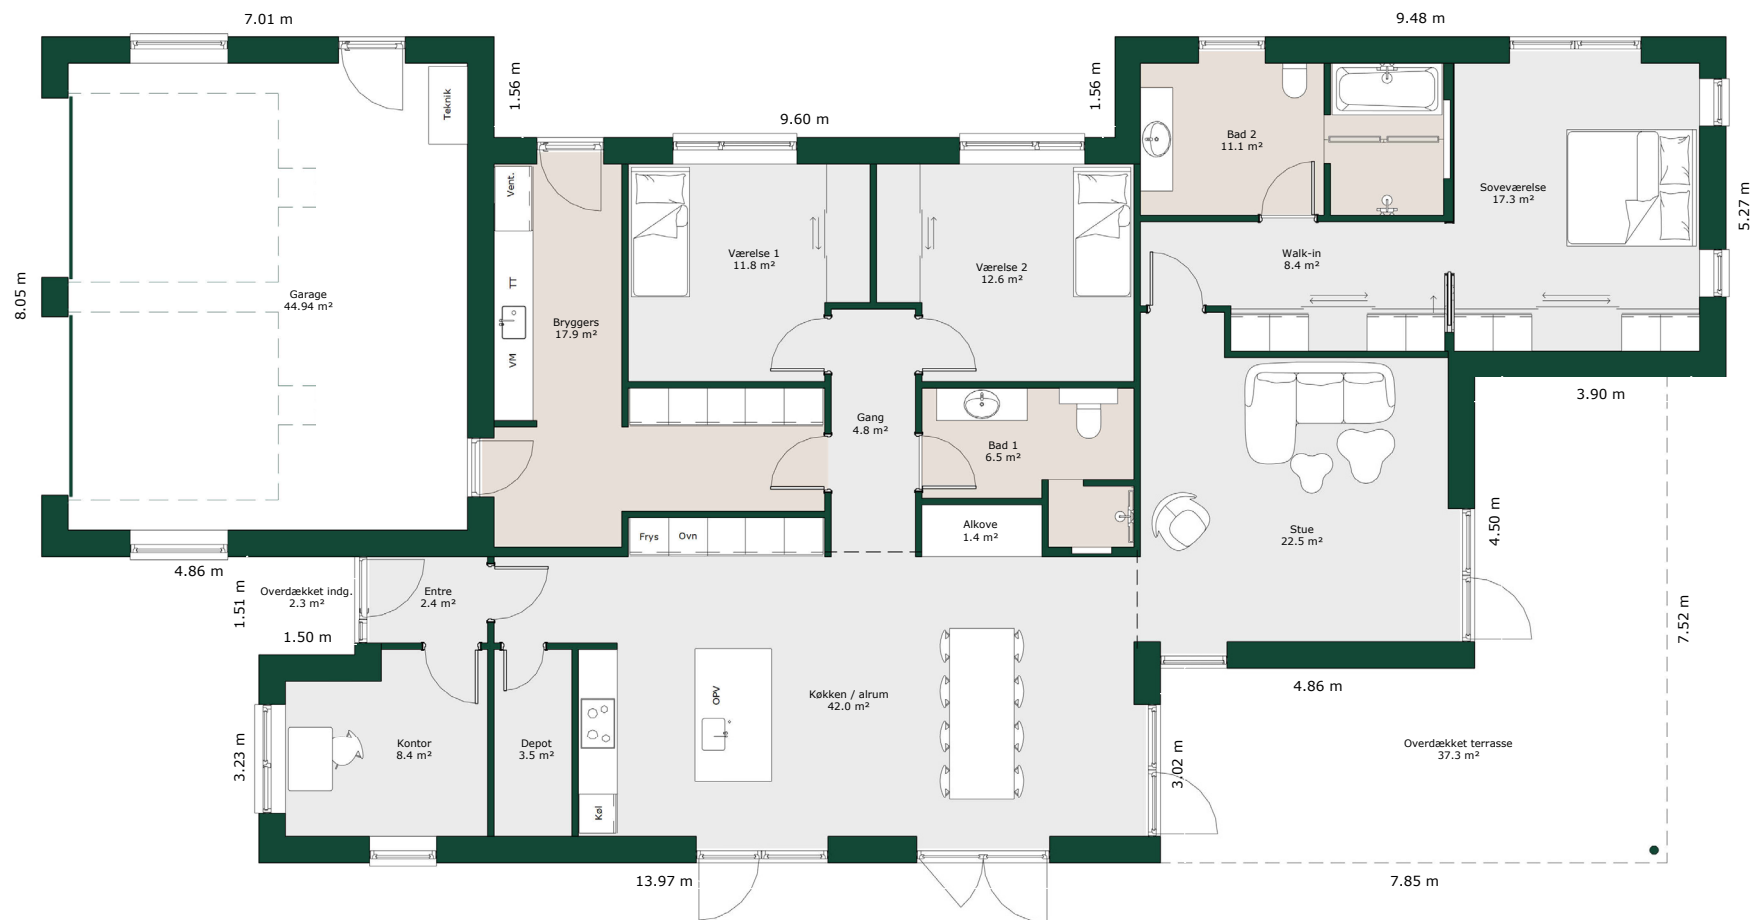 7.01 m
9.48 m
1.56 m
9.60 m
1.56 m
Teknik
Bad 2
11.1 m²
Vent.
Soveværelse
17.3 m²
5.27 m
Værelse 1
11.8 m²
Værelse 2
12.6 m²
Walk-in
8.4 m²
8.05 m
Garage
44.94 m²
TT
Bryggers
17.9 m²
VM
3.90 m
Gang
4.8 m²
Bad 1
6.5 m²
Alkove
1.4 m²
Frys
Ovn
Stue
22.5 m²
4.50 m
4.86 m
1.51 m
Overdækket indg.
2.3 m²
Entre
2.4 m²
1.50 m
7.52 m
OPV
Køkken / alrum
42.0 m²
4.86 m
3.23 m
Kontor
8.4 m²
Depot
3.5 m²
3.02 m
Overdækket terrasse
37.3 m²
Køl
13.97 m
7.85 m